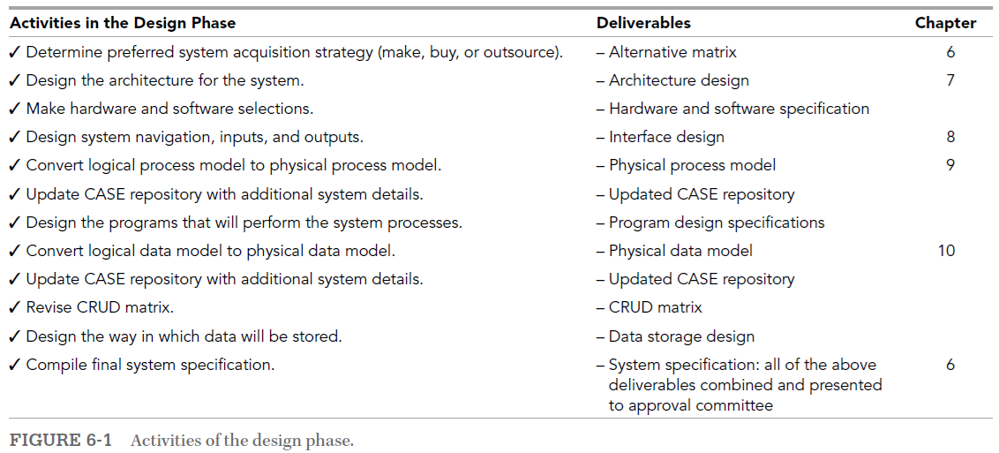 Activities in the Design Phase Deliverables Chapter
✓ Determine preferred system acquisition strategy (make, buy, or outsource). – Alternative matrix 6
✓ Design the architecture for the system. – Architecture design 7
✓ Make hardware and software selections. – Hardware and software specification
✓ Design system navigation, inputs, and outputs. – Interface design 8
✓ Convert logical process model to physical process model. – Physical process model 9
✓ Update CASE repository with additional system details. – Updated CASE repository
✓ Design the programs that will perform the system processes. – Program design specifications
✓ Convert logical data model to physical data model. – Physical data model 10
✓ Update CASE repository with additional system details. – Updated CASE repository
✓ Revise CRUD matrix. – CRUD matrix
✓ Design the way in which data will be stored. – Data storage design
✓ Compile final system specification. – System specification: all of the above 6
deliverables combined and presented
to approval committee
FIGURE 6-1 Activities of the design phase.